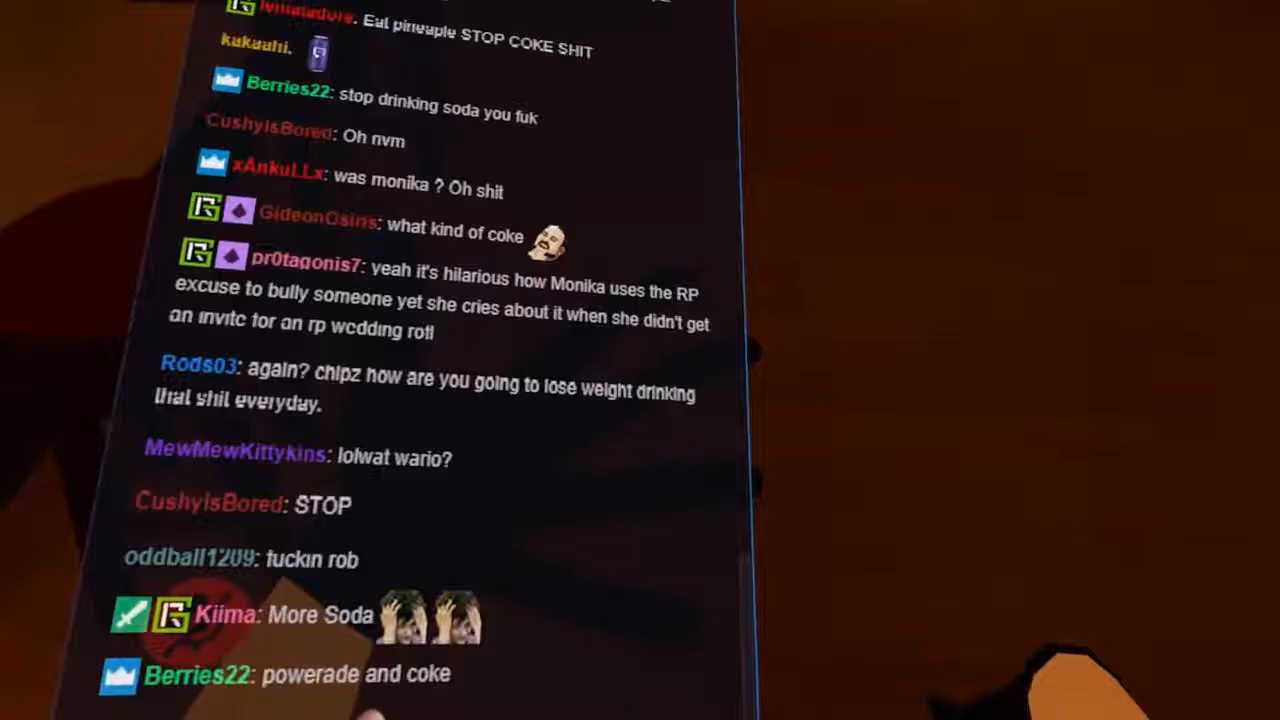 Eat pineaple STOP COKE SHIT
kakaahi.
Berries22: stop drinking soda you fuk
CushyIsBored: Oh nvm
xAnkuLLx: was monika ? Oh shit
GideonOsiris: what kind of coke
pr0tagonis7: yeah it's hilarious how Monika uses the RP
excuse to bully someone yet she cries about it when she didn't get
an invite for an rp wedding rofl
Rods03: again? chipz how are you going to lose weight drinking
that shit everyday.
MewMewKittykins: lolwat wario?
CushyIsBored: STOP
oddball1209: fuckin rob
Kiima: More Soda
Berries22: powerade and coke